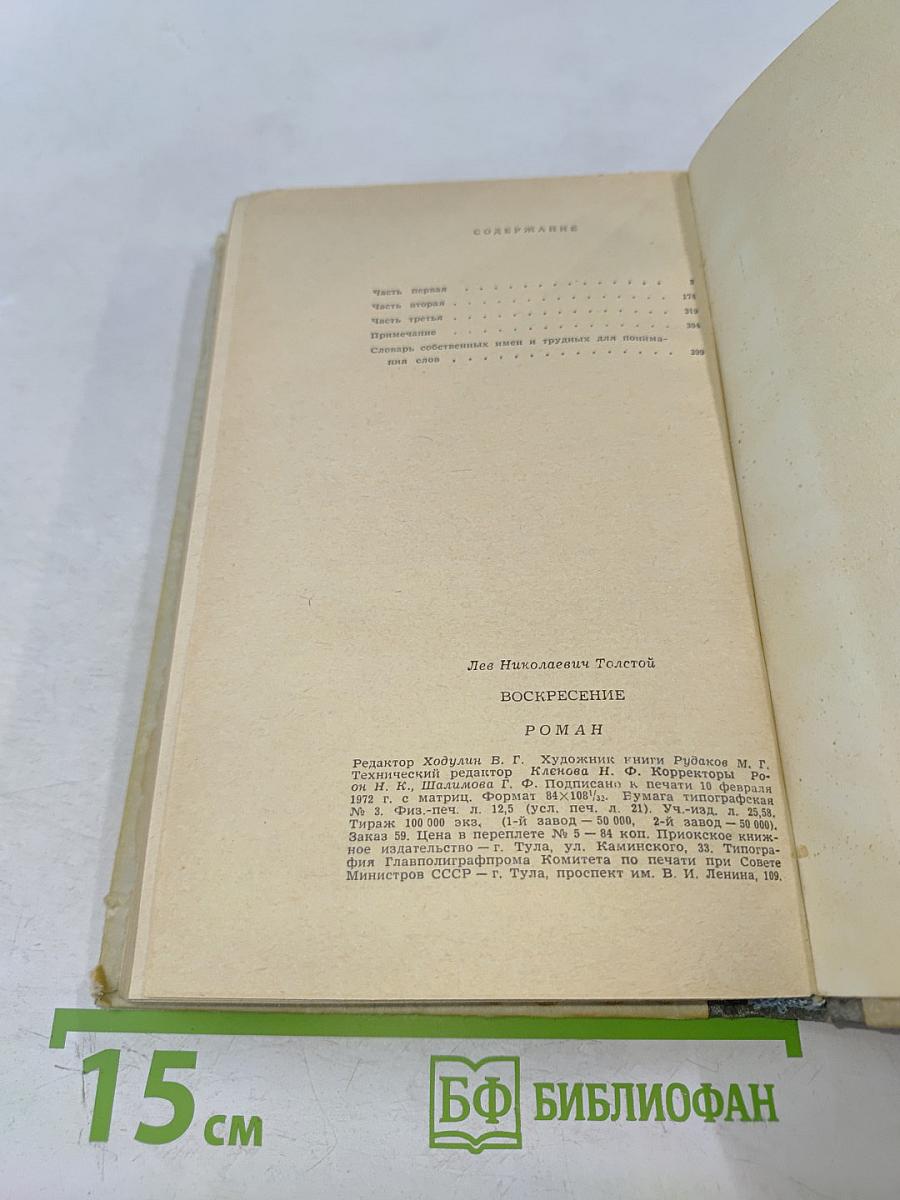 СОДЕРЖАНИЕ
Часть первая . . . . . . . . . . . . . 5
Часть вторая . . . . . . . . . . . . . 174
Часть третья . . . . . . . . . . . . . 319
Примечание . . . . . . . . . . . . . 394
Словарь собственных имен и трудных для понима-
ния слов . . . . . . . . . . . . . 399
Лев Николаевич Толстой
ВОСКРЕСЕНИЕ
РОМАН
Редактор Ходулин В. Г. Художник книги Рудаков М. Г.
Технический редактор Кленова Н. Ф. Корректоры Ро-
он Н. К., Шалимова Г. Ф. Подписано к печати 10 февраля
1972 г. с матриц. Формат 84×108¹/₃₂. Бумага типографская
№ 3. Физ.-печ. л. 12,5 (усл. печ. л. 21). Уч.-изд. л. 25,58.
Тираж 100 000 экз. (1-й завод — 50 000, 2-й завод — 50 000).
Заказ 59. Цена в переплете № 5 — 84 коп. Приокское книж-
ное издательство — г. Тула, ул. Каминского, 33. Типогра-
фия Главполиграфпрома Комитета по печати при Совете
Министров СССР — г. Тула, проспект им. В. И. Ленина, 109.
15 см
БФ БИБЛИОФАН